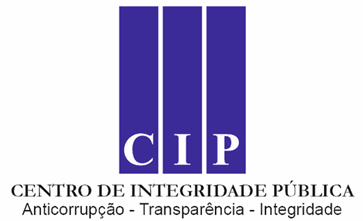 CIP
CENTRO DE INTEGRIDADE PÚBLICA
Anticorrupção - Transparência - Integridade